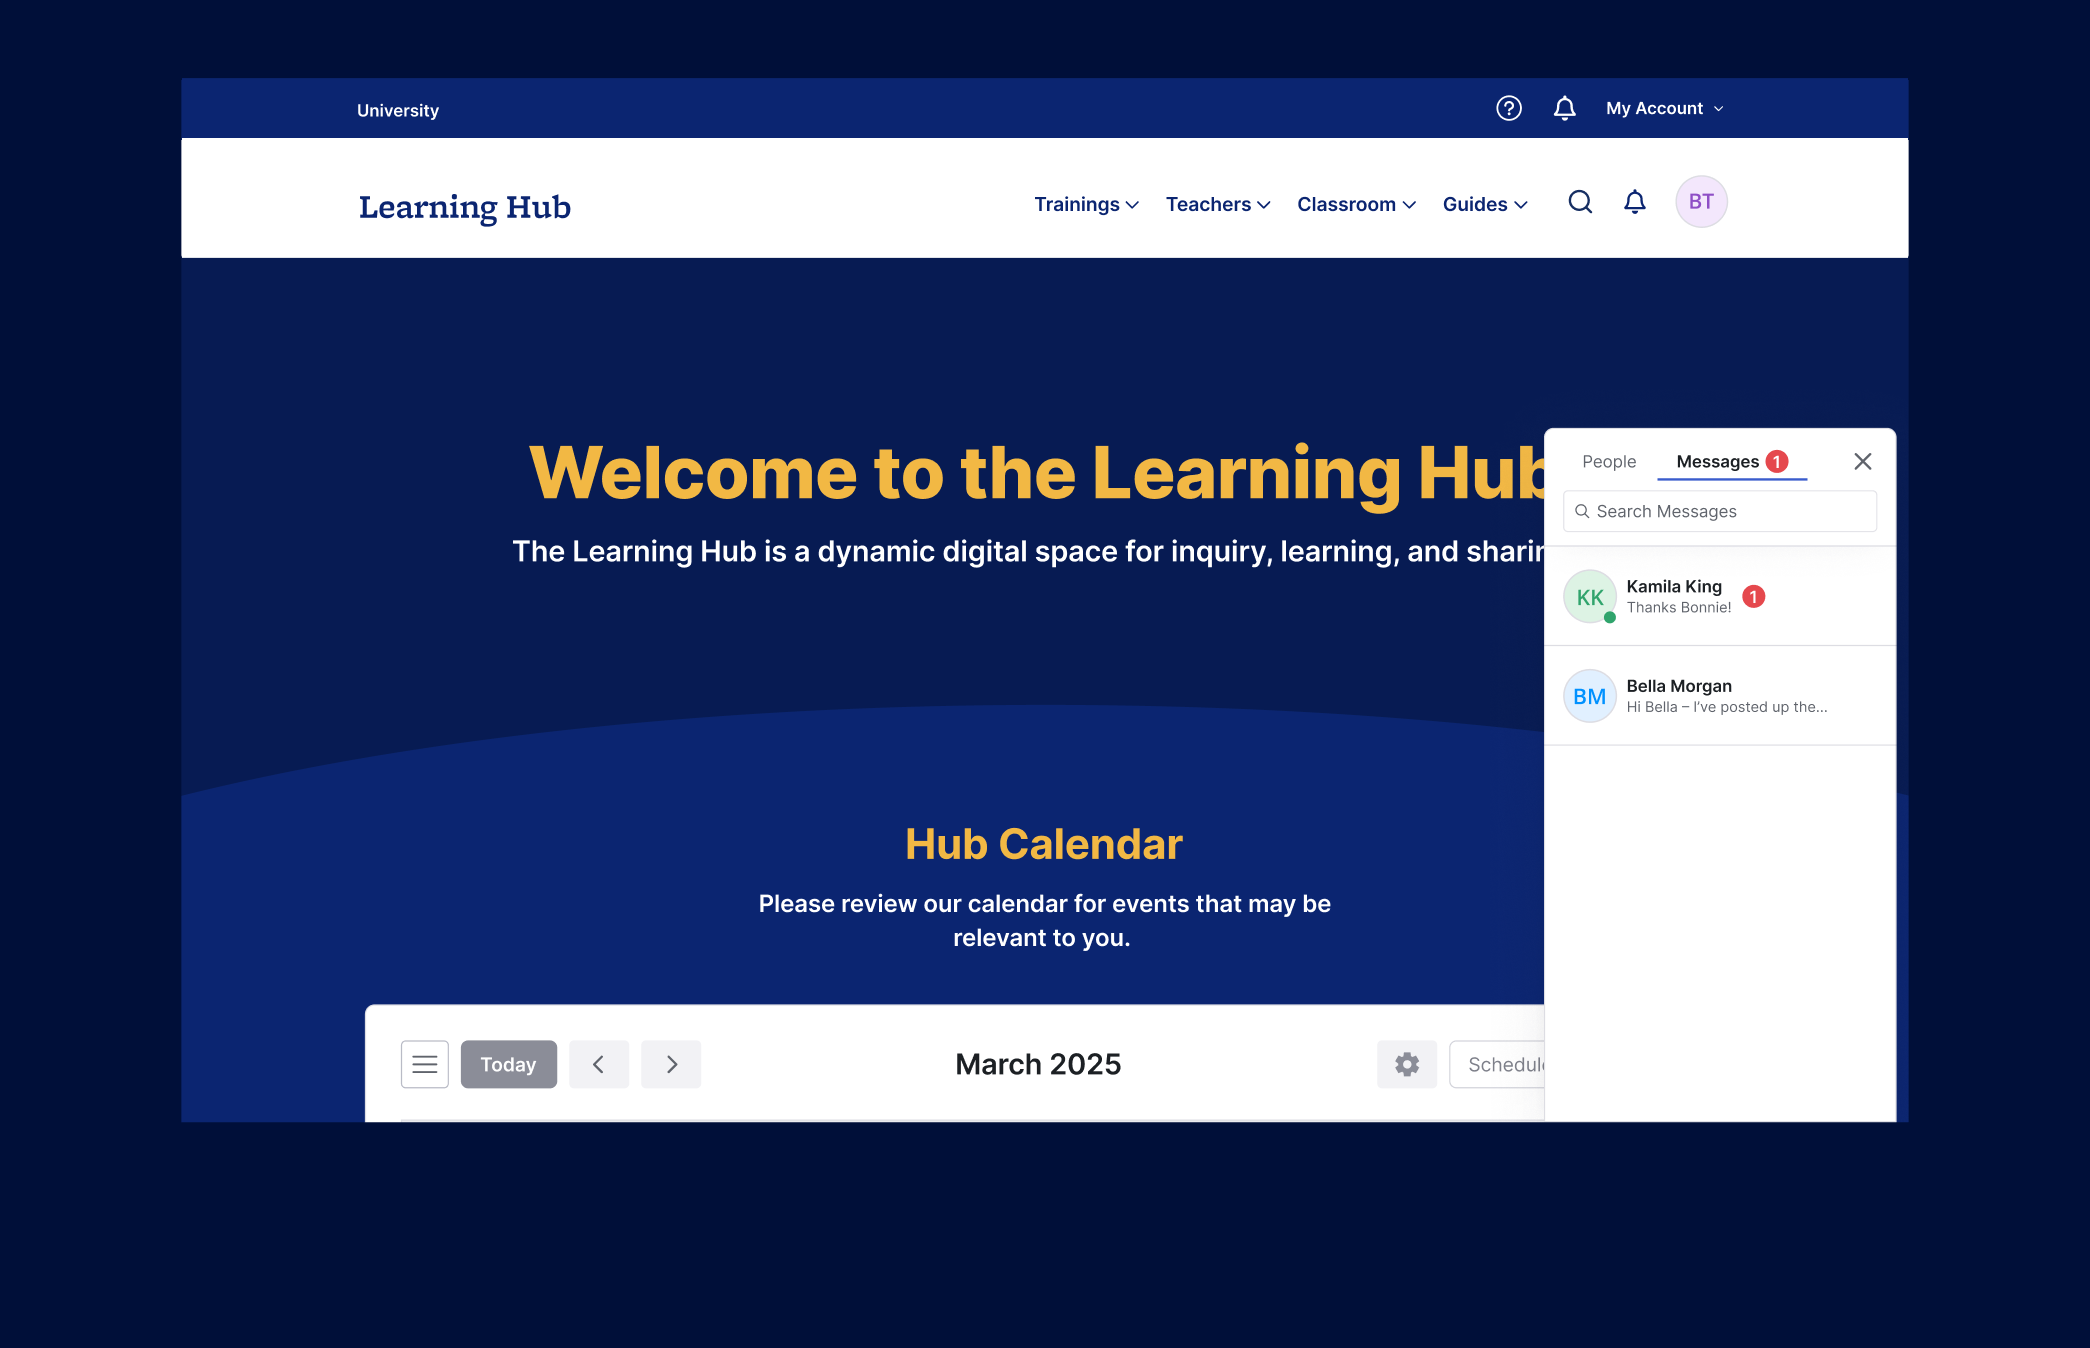 University
My Account
Learning Hub
Trainings
Teachers
Classroom
Guides
BT
Welcome to the Learning Hub
The Learning Hub is a dynamic digital space for inquiry, learning, and
People
Messages 1
Search Messages
KK
Kamila King
Thanks Bonnie!
1
BM
Bella Morgan
Hi Bella – I've posted up the...
Hub Calendar
Please review our calendar for events that may be
relevant to you.
Today
March 2025